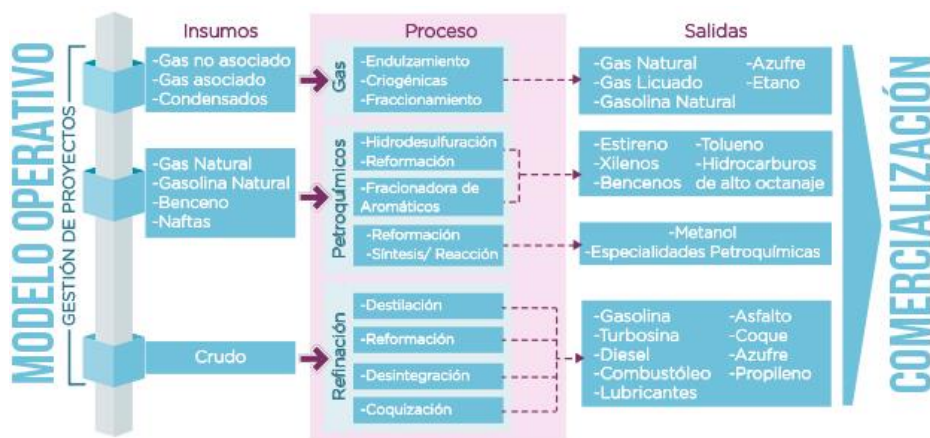 MODELO OPERATIVO
GESTIÓN DE PROYECTOS
Insumos
Proceso
Salidas
-Gas no asociado
-Gas asociado
-Condensados
Gas
-Endulzamiento
-Criogénicas
-Fraccionamiento
-Gas Natural
-Gas Licuado
-Gasolina Natural
-Azufre
-Etano
-Gas Natural
-Gasolina Natural
-Benceno
-Naftas
Petroquímicos
-Hidrodesulfuración
-Reformación
-Fracionadora de
Aromáticos
-Reformación
-Síntesis/ Reacción
-Estireno
-Xilenos
-Bencenos
-Tolueno
-Hidrocarburos
de alto octanaje
-Metanol
-Especialidades Petroquímicas
Crudo
Refinación
-Destilación
-Reformación
-Desintegración
-Coquización
-Gasolina
-Turbosina
-Diesel
-Combustóleo
-Lubricantes
-Asfalto
-Coque
-Azufre
-Propileno
COMERCIALIZACIÓN